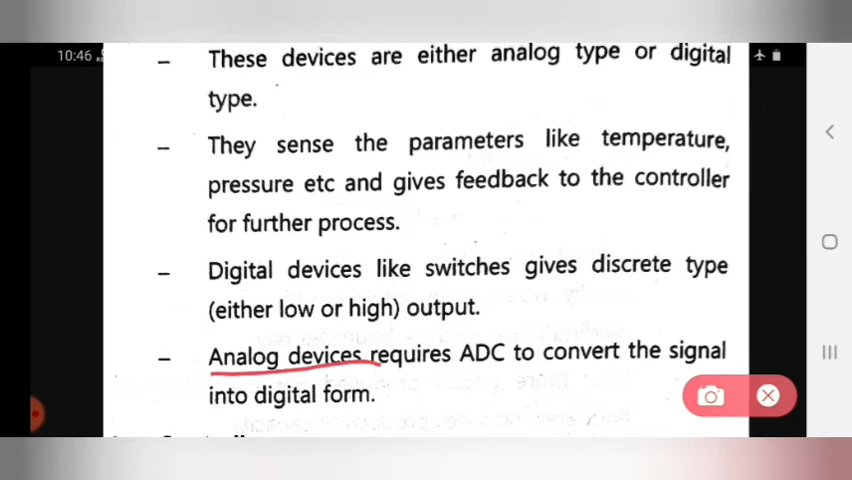 10:46
– These devices are either analog type or digital
type.
– They sense the parameters like temperature,
pressure etc and gives feedback to the controller
for further process.
– Digital devices like switches gives discrete type
(either low or high) output.
– Analog devices requires ADC to convert the signal
into digital form.